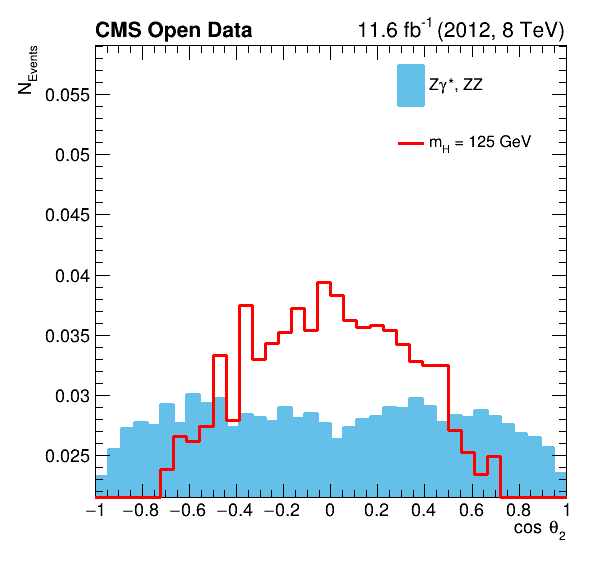 CMS Open Data 11.6 fb⁻¹ (2012, 8 TeV)
N_Events
Zγ*, ZZ
m_H = 125 GeV
0.055
0.05
0.045
0.04
0.035
0.03
0.025
−1 −0.8 −0.6 −0.4 −0.2 0 0.2 0.4 0.6 0.8 1
cos θ₂